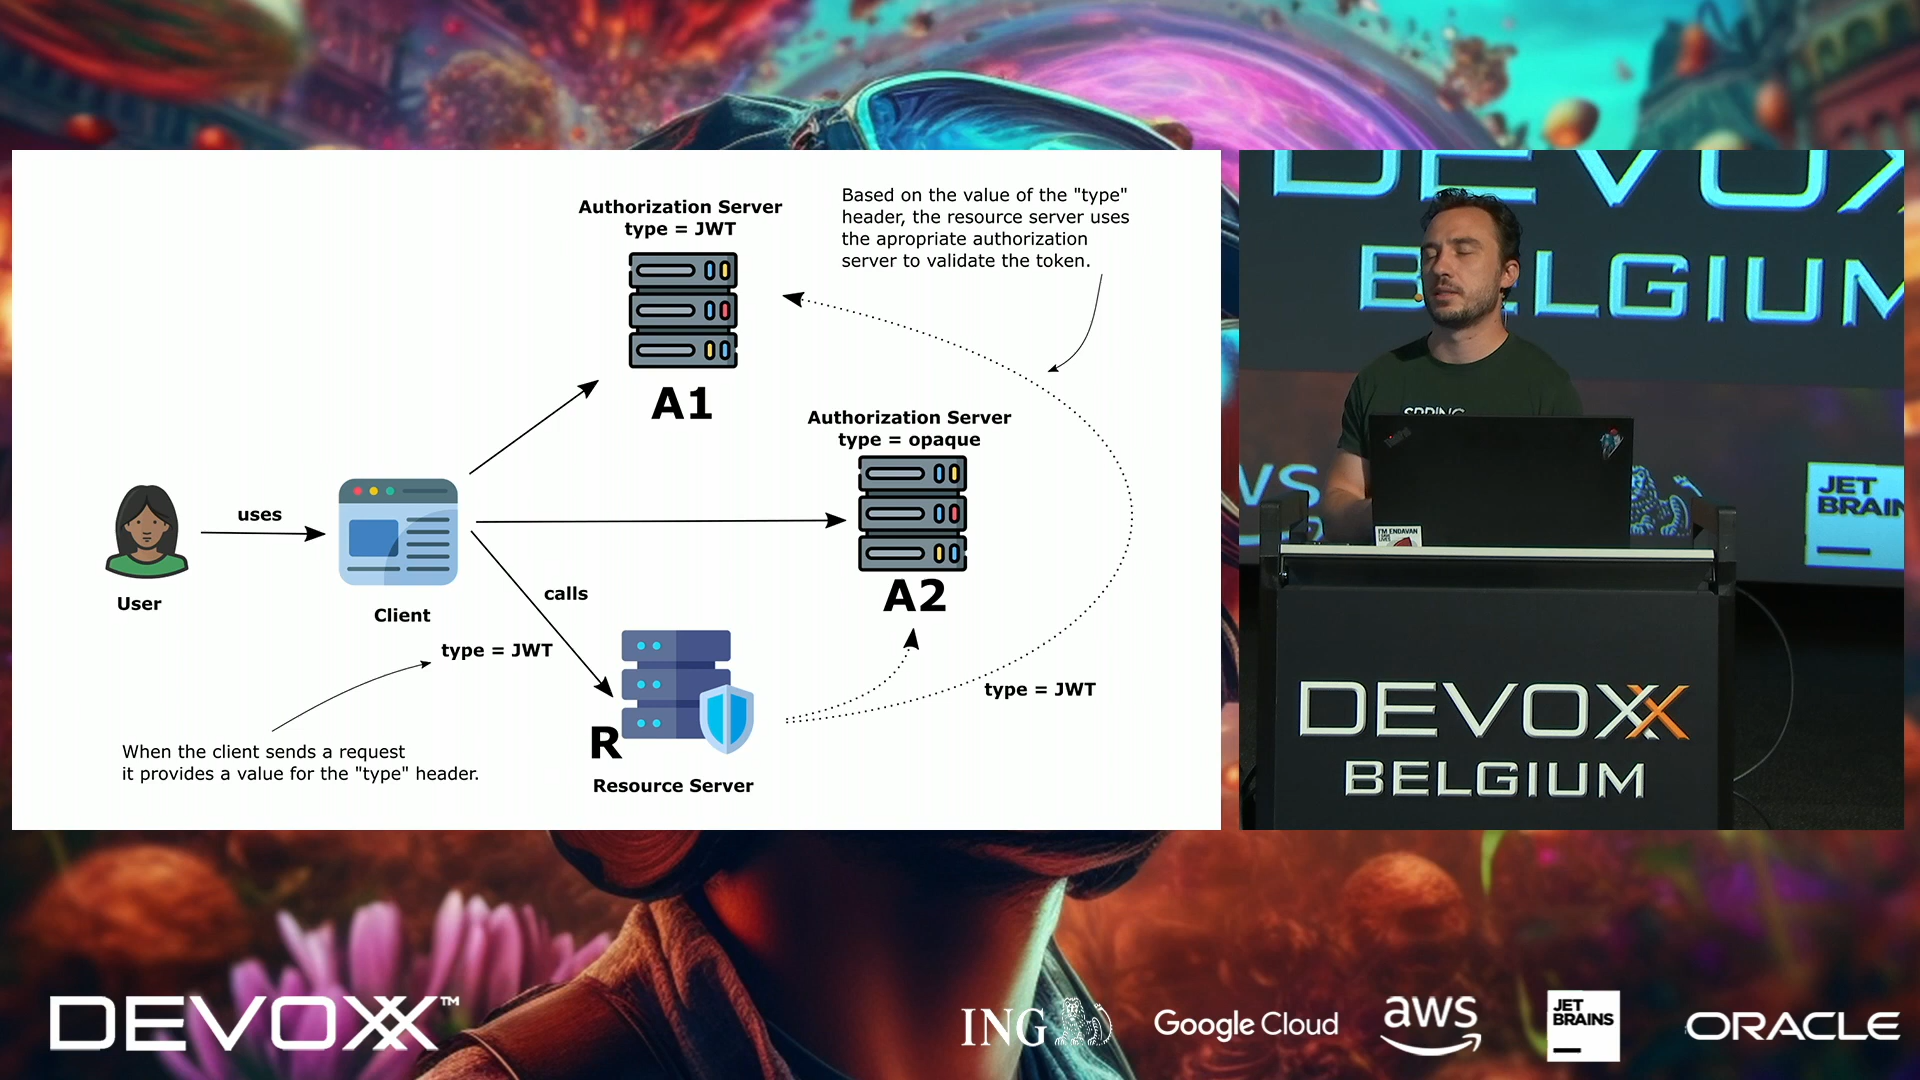 Authorization Server
type = JWT
A1
Based on the value of the "type"
header, the resource server uses
the apropriate authorization
server to validate the token.
Authorization Server
type = opaque
A2
uses
User
Client
calls
type = JWT
type = JWT
R
Resource Server
When the client sends a request
it provides a value for the "type" header.
DEVOX
BELGIUM
SPRING
aws
JET
BRAIN
I'M ENDAVAN
DEVOXX
BELGIUM
DEVOXX™
ING
Google Cloud
aws
JET
BRAINS
ORACLE